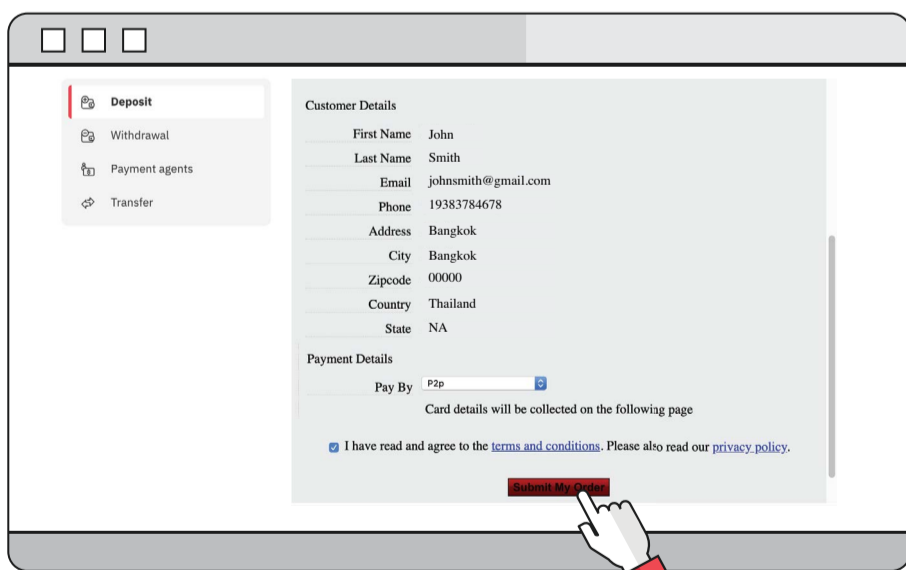 Deposit
Withdrawal
Payment agents
Transfer
Customer Details
First Name John
Last Name Smith
Email johnsmith@gmail.com
Phone 19383784678
Address Bangkok
City Bangkok
Zipcode 00000
Country Thailand
State NA
Payment Details
Pay By P2p
Card details will be collected on the following page
I have read and agree to the terms and conditions. Please also read our privacy policy.
Submit My Order